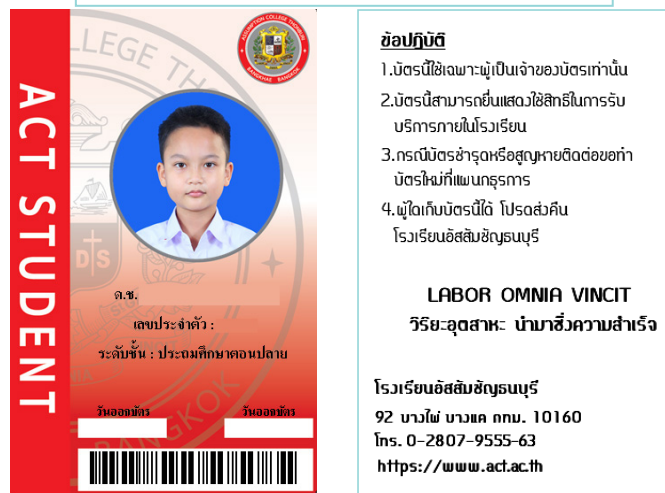 ASSUMPTION COLLEGE THONBURI
BANGKHAE BANGKOK
LLEGE TH
ACT STUDENT
D S
ด.ช.
เลขประจำตัว :
ระดับชั้น : ประถมศึกษาตอนปลาย
วันออกบัตร วันออกบัตร
BANGKOK
ข้อปฏิบัติ
1.บัตรนี้ใช้เฉพาะผู้เป็นเจ้าของบัตรเท่านั้น
2.บัตรนี้สามารถยื่นแสดงใช้สิทธิในการรับ
บริการภายในโรงเรียน
3.กรณีบัตรชำรุดหรือสูญหายติดต่อขอทำ
บัตรใหม่ที่แผนกธุรการ
4.ผู้ใดเก็บบัตรนี้ได้ โปรดส่งคืน
โรงเรียนอัสสัมชัญธนบุรี
LABOR OMNIA VINCIT
วิริยะอุตสาหะ นำมาซึ่งความสำเร็จ
โรงเรียนอัสสัมชัญธนบุรี
92 บางไผ่ บางแค กทม. 10160
โทร. 0-2807-9555-63
https://www.act.ac.th